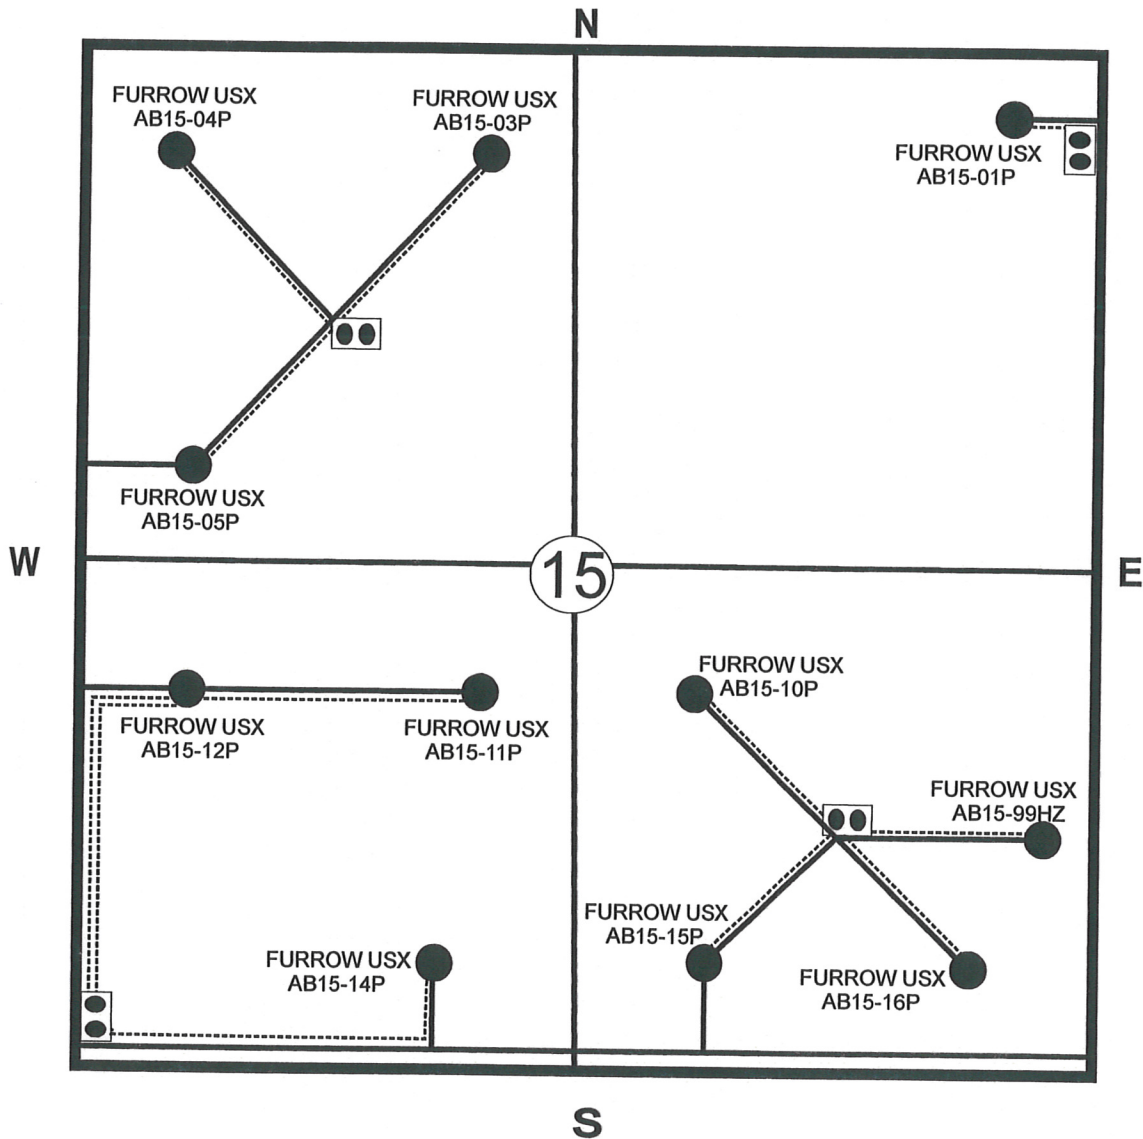 N
FURROW USX
AB15-04P
FURROW USX
AB15-03P
FURROW USX
AB15-01P
FURROW USX
AB15-05P
W
15
E
FURROW USX
AB15-10P
FURROW USX
AB15-12P
FURROW USX
AB15-11P
FURROW USX
AB15-99HZ
FURROW USX
AB15-15P
FURROW USX
AB15-14P
FURROW USX
AB15-16P
S